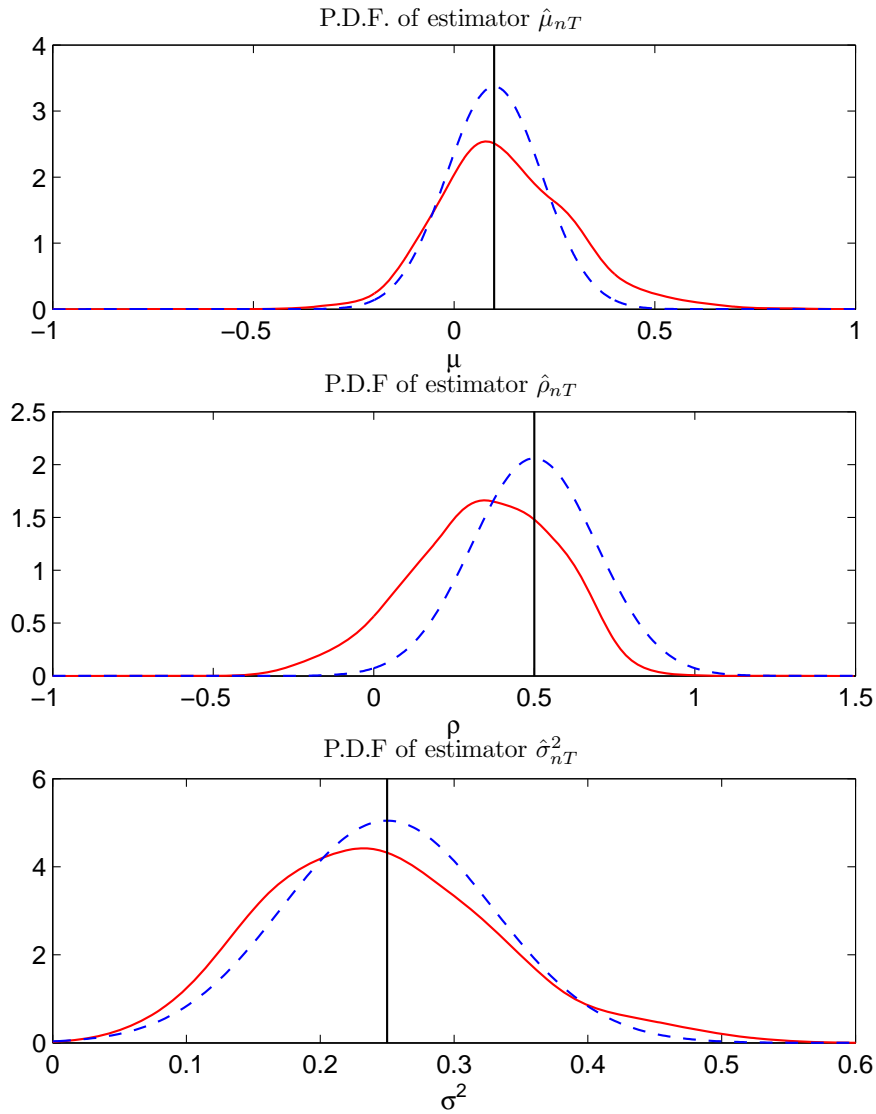 P.D.F. of estimator μ̂ₙT
4
3
2
1
0
−1 −0.5 0 0.5 1
μ
P.D.F of estimator ρ̂ₙT
2.5
2
1.5
1
0.5
0
−1 −0.5 0 0.5 1 1.5
ρ
P.D.F of estimator σ̂²ₙT
6
4
2
0
0 0.1 0.2 0.3 0.4 0.5 0.6
σ²